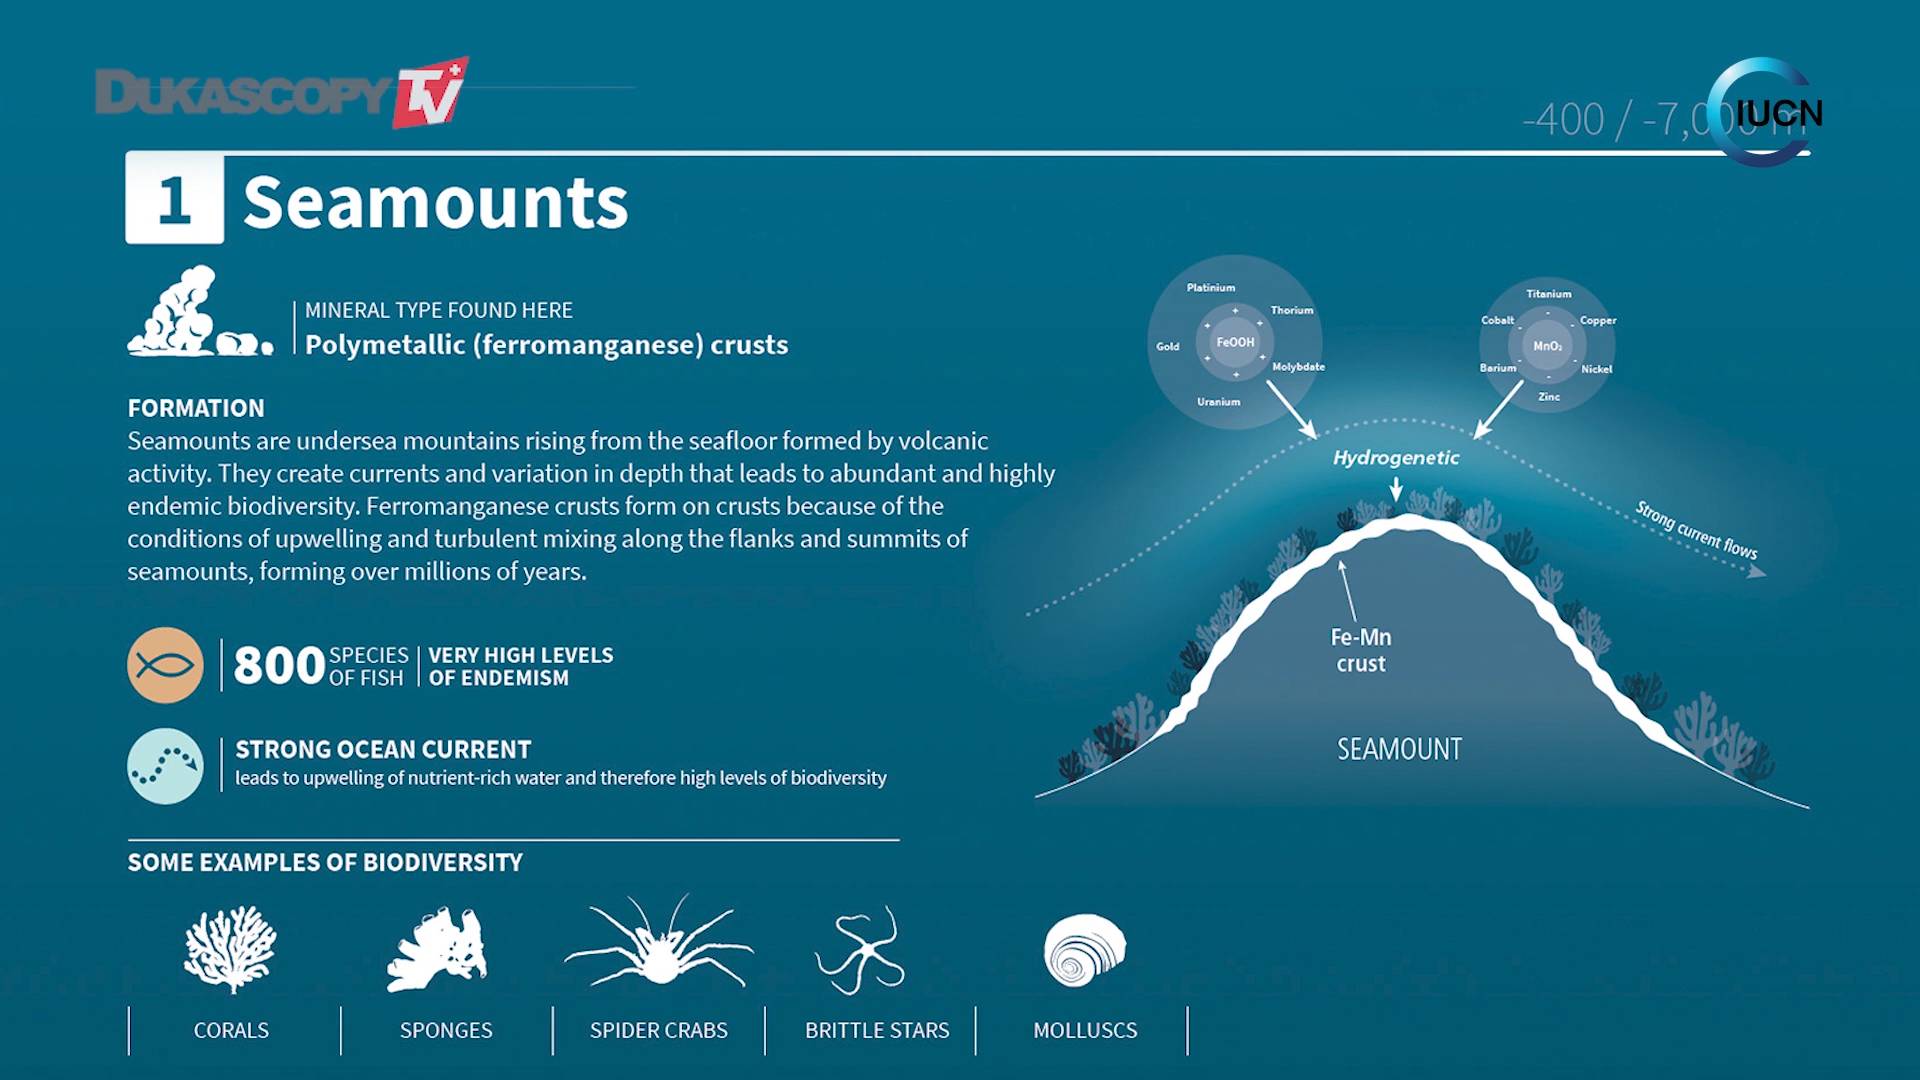 DUKASCOPY TV+
-400 / -7,000 m
IUCN
1 Seamounts
MINERAL TYPE FOUND HERE
Polymetallic (ferromanganese) crusts
FORMATION
Seamounts are undersea mountains rising from the seafloor formed by volcanic
activity. They create currents and variation in depth that leads to abundant and highly
endemic biodiversity. Ferromanganese crusts form on crusts because of the
conditions of upwelling and turbulent mixing along the flanks and summits of
seamounts, forming over millions of years.
800 SPECIES OF FISH
VERY HIGH LEVELS
OF ENDEMISM
STRONG OCEAN CURRENT
leads to upwelling of nutrient-rich water and therefore high levels of biodiversity
Platinium
Thorium
Gold
FeOOH
Molybdate
Uranium
Titanium
Cobalt
Copper
MnO₂
Barium
Nickel
Zinc
Hydrogenetic
Strong current flows
Fe-Mn
crust
SEAMOUNT
SOME EXAMPLES OF BIODIVERSITY
CORALS
SPONGES
SPIDER CRABS
BRITTLE STARS
MOLLUSCS